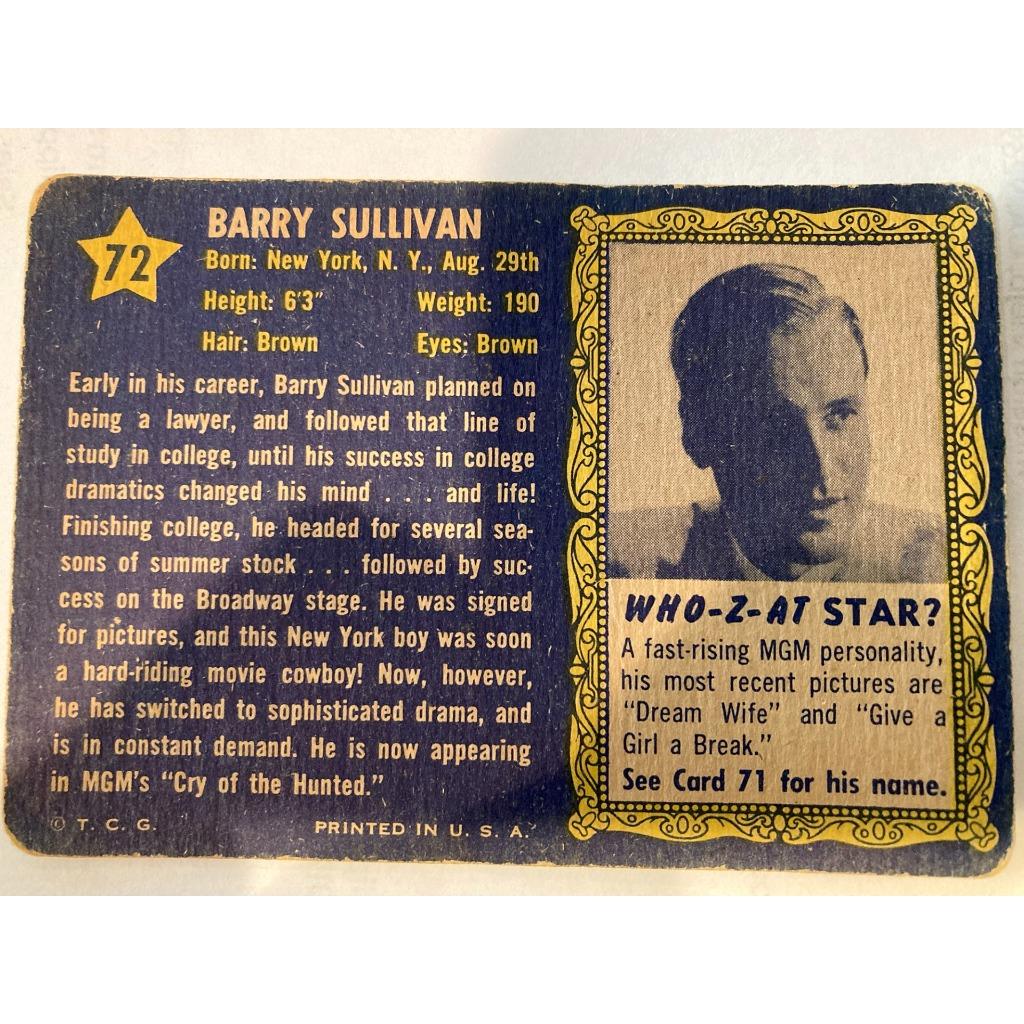 72
BARRY SULLIVAN
Born: New York, N. Y., Aug. 29th
Height: 6'3" Weight: 190
Hair: Brown Eyes: Brown
Early in his career, Barry Sullivan planned on
being a lawyer, and followed that line of
study in college, until his success in college
dramatics changed his mind . . . and life!
Finishing college, he headed for several sea-
sons of summer stock . . . followed by suc-
cess on the Broadway stage. He was signed
for pictures, and this New York boy was soon
a hard-riding movie cowboy! Now, however,
he has switched to sophisticated drama, and
is in constant demand. He is now appearing
in MGM's "Cry of the Hunted."
© T. C. G. PRINTED IN U. S. A.
WHO-Z-AT STAR?
A fast-rising MGM personality,
his most recent pictures are
"Dream Wife" and "Give a
Girl a Break."
See Card 71 for his name.